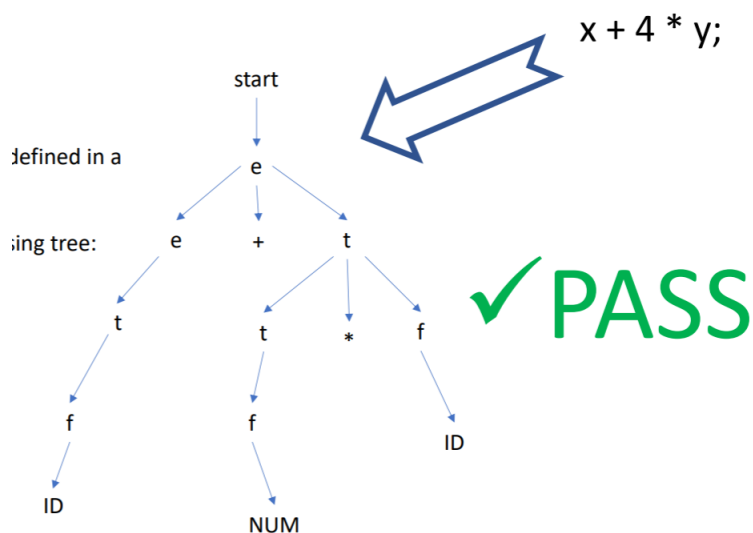 x + 4 * y;
start
defined in a
e
sing tree:
e + t
✓PASS
t t * f
f f ID
ID
NUM